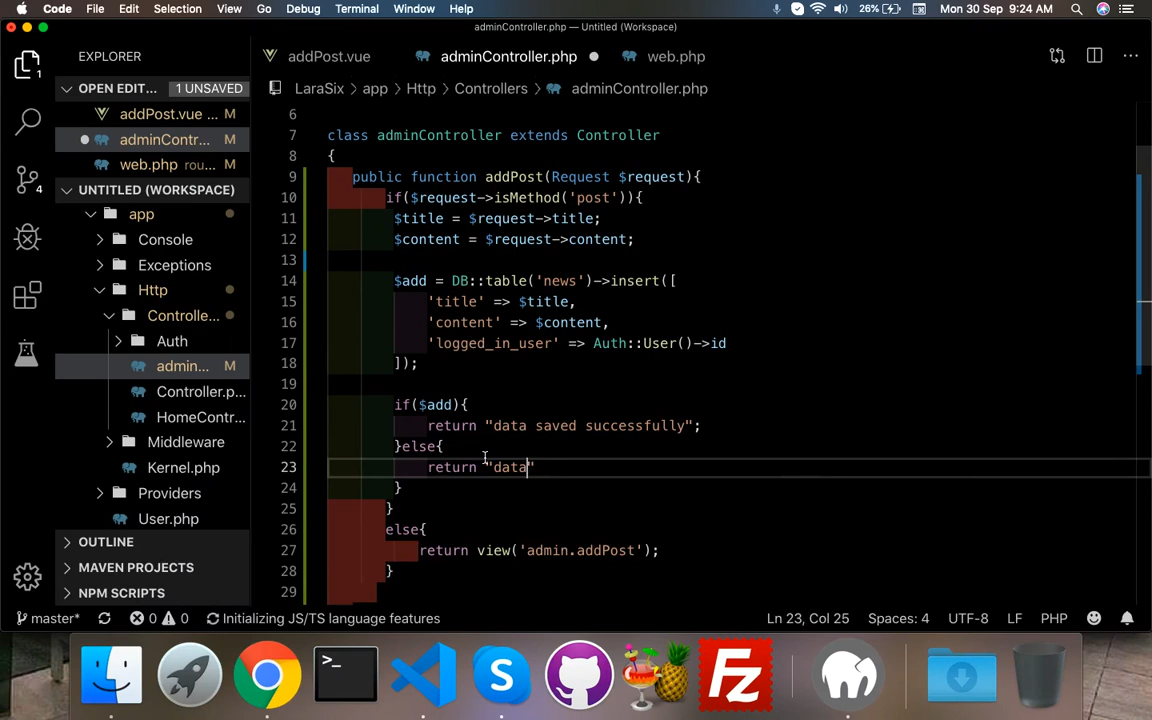 Code File Edit Selection View Go Debug Terminal Window Help 26% Mon 30 Sep 9:24 AM
adminController.php — Untitled (Workspace)
EXPLORER
addPost.vue adminController.php web.php
OPEN EDIT... 1 UNSAVED
LaraSix > app > Http > Controllers > adminController.php
addPost.vue ... M
adminContr... M
web.php rou... M
UNTITLED (WORKSPACE)
app
Console
Exceptions
Http
Controlle...
Auth
admin... M
Controller.p...
HomeContr...
Middleware
Kernel.php
Providers
User.php
OUTLINE
MAVEN PROJECTS
NPM SCRIPTS
1
4
6
7 class adminController extends Controller
8 {
9 public function addPost(Request $request){
10 if($request->isMethod('post')){
11 $title = $request->title;
12 $content = $request->content;
13
14 $add = DB::table('news')->insert([
15 'title' => $title,
16 'content' => $content,
17 'logged_in_user' => Auth::User()->id
18 ]);
19
20 if($add){
21 return "data saved successfully";
22 }else{
23 return "data"
24 }
25 }
26 else{
27 return view('admin.addPost');
28 }
29
master* 0 0 Initializing JS/TS language features Ln 23, Col 25 Spaces: 4 UTF-8 LF PHP
>_
Fz